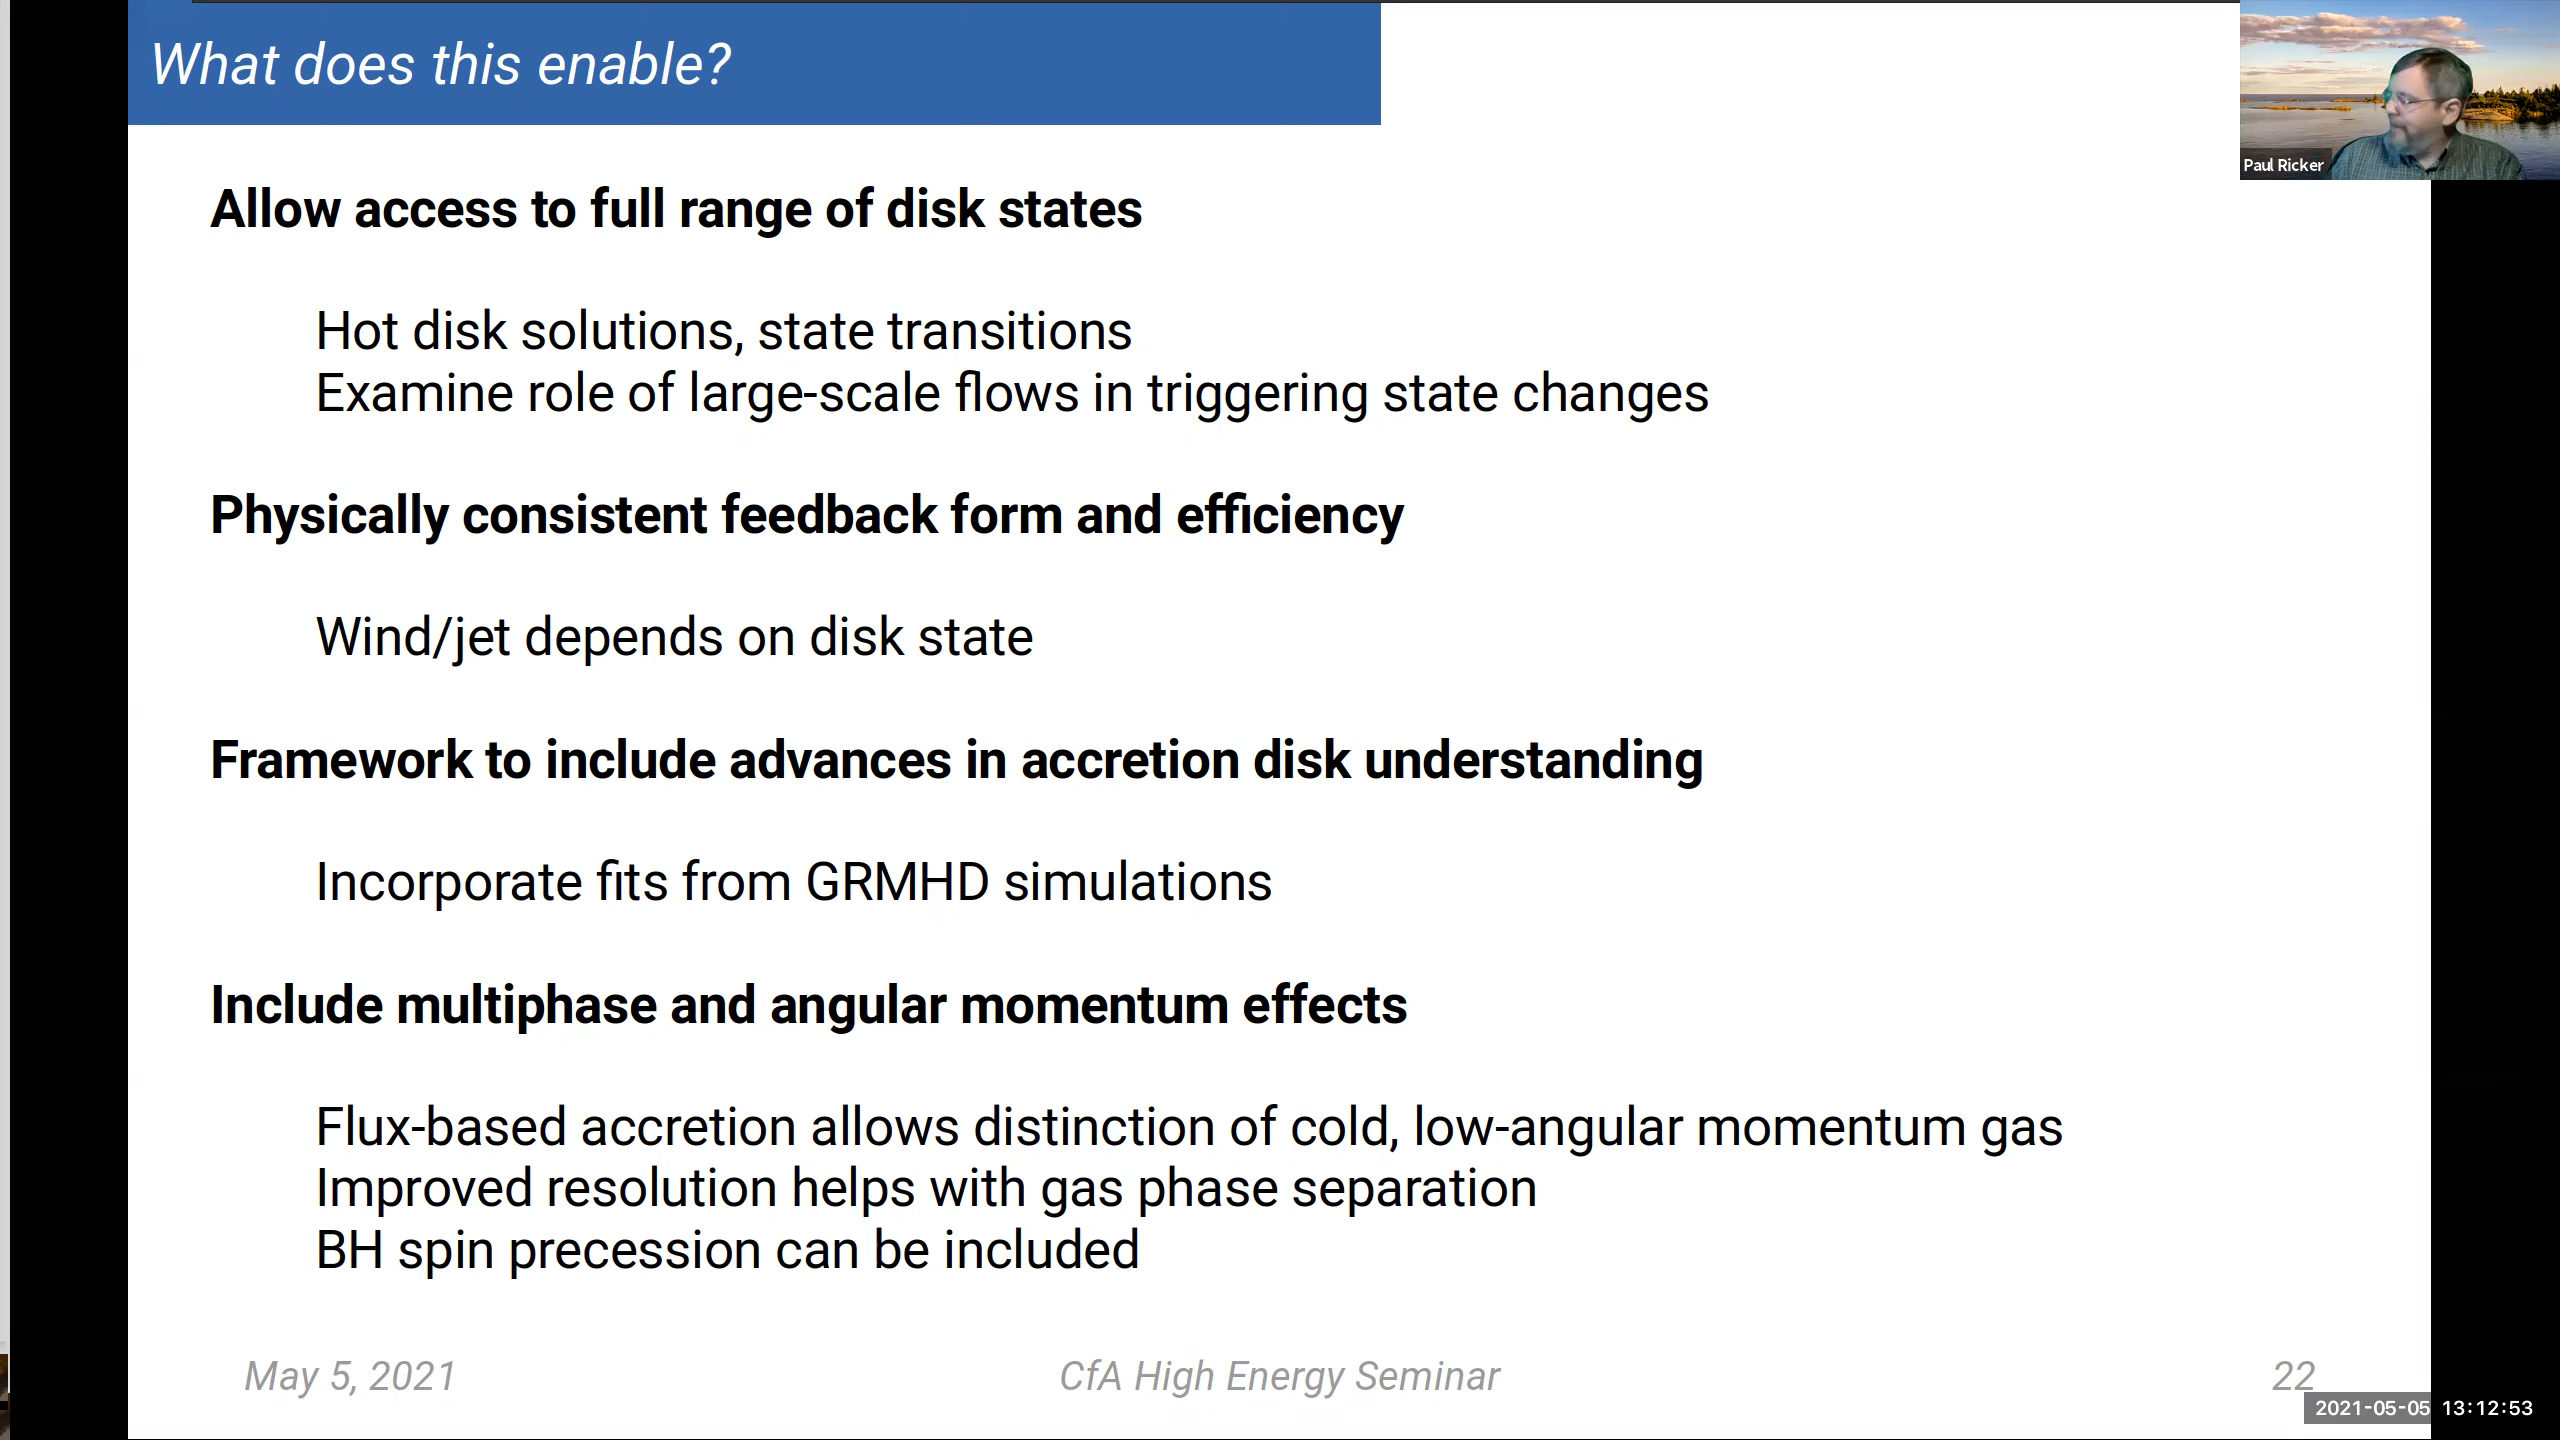 What does this enable?
Paul Ricker
Allow access to full range of disk states
Hot disk solutions, state transitions
Examine role of large-scale flows in triggering state changes
Physically consistent feedback form and efficiency
Wind/jet depends on disk state
Framework to include advances in accretion disk understanding
Incorporate fits from GRMHD simulations
Include multiphase and angular momentum effects
Flux-based accretion allows distinction of cold, low-angular momentum gas
Improved resolution helps with gas phase separation
BH spin precession can be included
May 5, 2021 CfA High Energy Seminar 22
2021-05-05 13:12:53